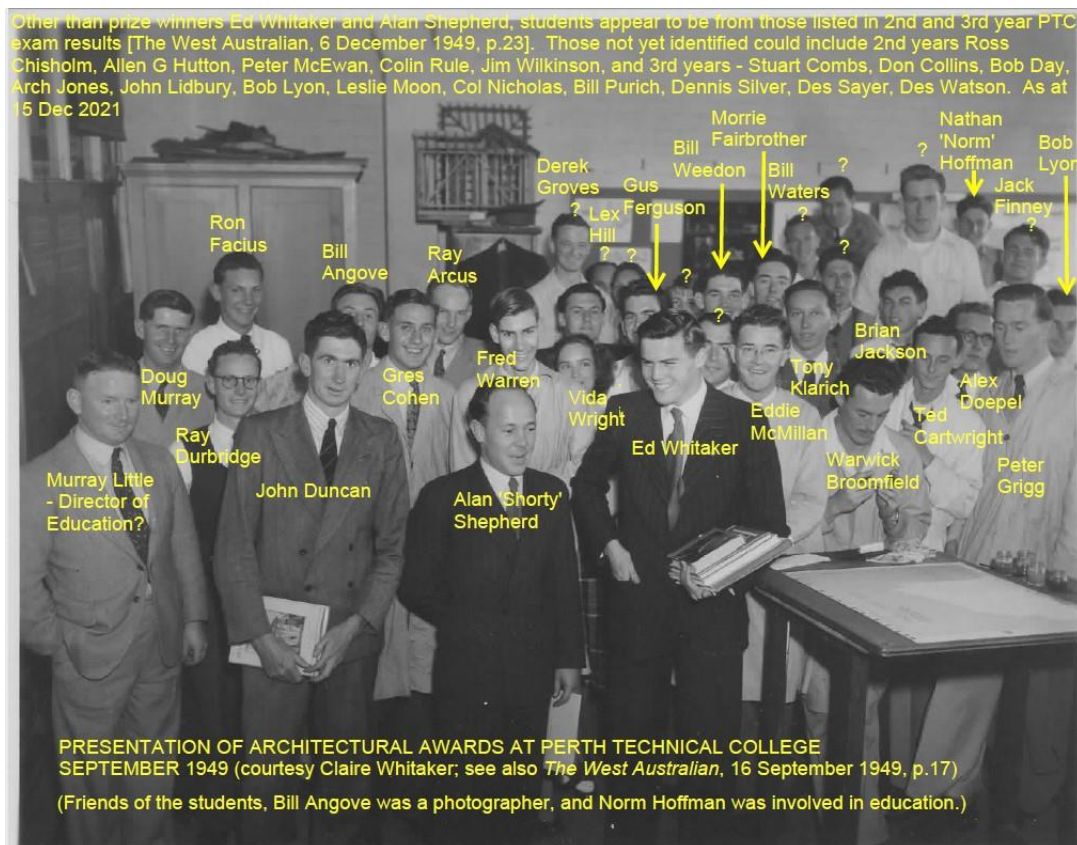 Other than prize winners Ed Whitaker and Alan Shepherd, students appear to be from those listed in 2nd and 3rd year PTC
exam results [The West Australian, 6 December 1949, p.23].  Those not yet identified could include 2nd years Ross
Chisholm, Allen G Hutton, Peter McEwan, Colin Rule, Jim Wilkinson, and 3rd years - Stuart Combs, Don Collins, Bob Day,
Arch Jones, John Lidbury, Bob Lyon, Leslie Moon, Col Nicholas, Bill Purich, Dennis Silver, Des Sayer, Des Watson.  As at
15 Dec 2021
Morrie
Fairbrother
Nathan
'Norm'
Hoffman
Bob
Lyon
Bill
Weedon
Derek
Groves
?
Gus
Ferguson
Bill
Waters
?
?
?
Jack
Finney
?
Lex
Hill
?
?
Ron
Facius
Bill
Angove
Ray
Arcus
?
?
?
Brian
Jackson
Doug
Murray
Gres
Cohen
Fred
Warren
Vida
Wright
Tony
Klarich
Alex
Doepel
Eddie
McMillan
Ted
Cartwright
Ray
Durbridge
Ed Whitaker
Warwick
Broomfield
Peter
Grigg
Murray Little
- Director of
Education?
John Duncan
Alan 'Shorty'
Shepherd
PRESENTATION OF ARCHITECTURAL AWARDS AT PERTH TECHNICAL COLLEGE
SEPTEMBER 1949 (courtesy Claire Whitaker; see also The West Australian, 16 September 1949, p.17)
(Friends of the students, Bill Angove was a photographer, and Norm Hoffman was involved in education.)